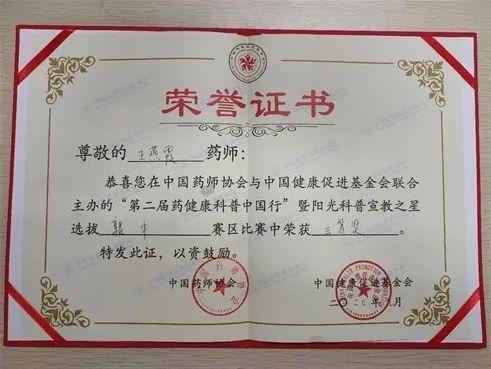 荣誉证书
尊敬的 王燕霞 药师：
恭喜您在中国药师协会与中国健康促进基金会联合
主办的“第二届药健康科普中国行”暨阳光科普宣教之星
选拔 赛区比赛中荣获 三等奖 。
特发此证，以资鼓励。
中国药师协会 中国健康促进基金会
二〇二〇年 月